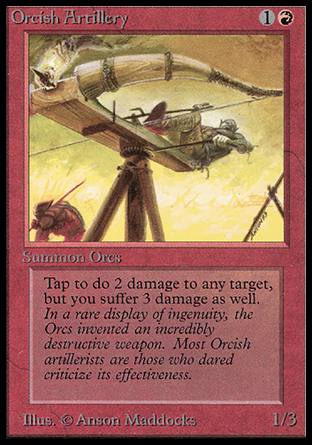 Orcish Artillery 1
Summon Orcs
Tap to do 2 damage to any target,
but you suffer 3 damage as well.
In a rare display of ingenuity, the
Orcs invented an incredibly
destructive weapon. Most Orcish
artillerists are those who dared
criticize its effectiveness.
Illus. © Anson Maddocks 1/3